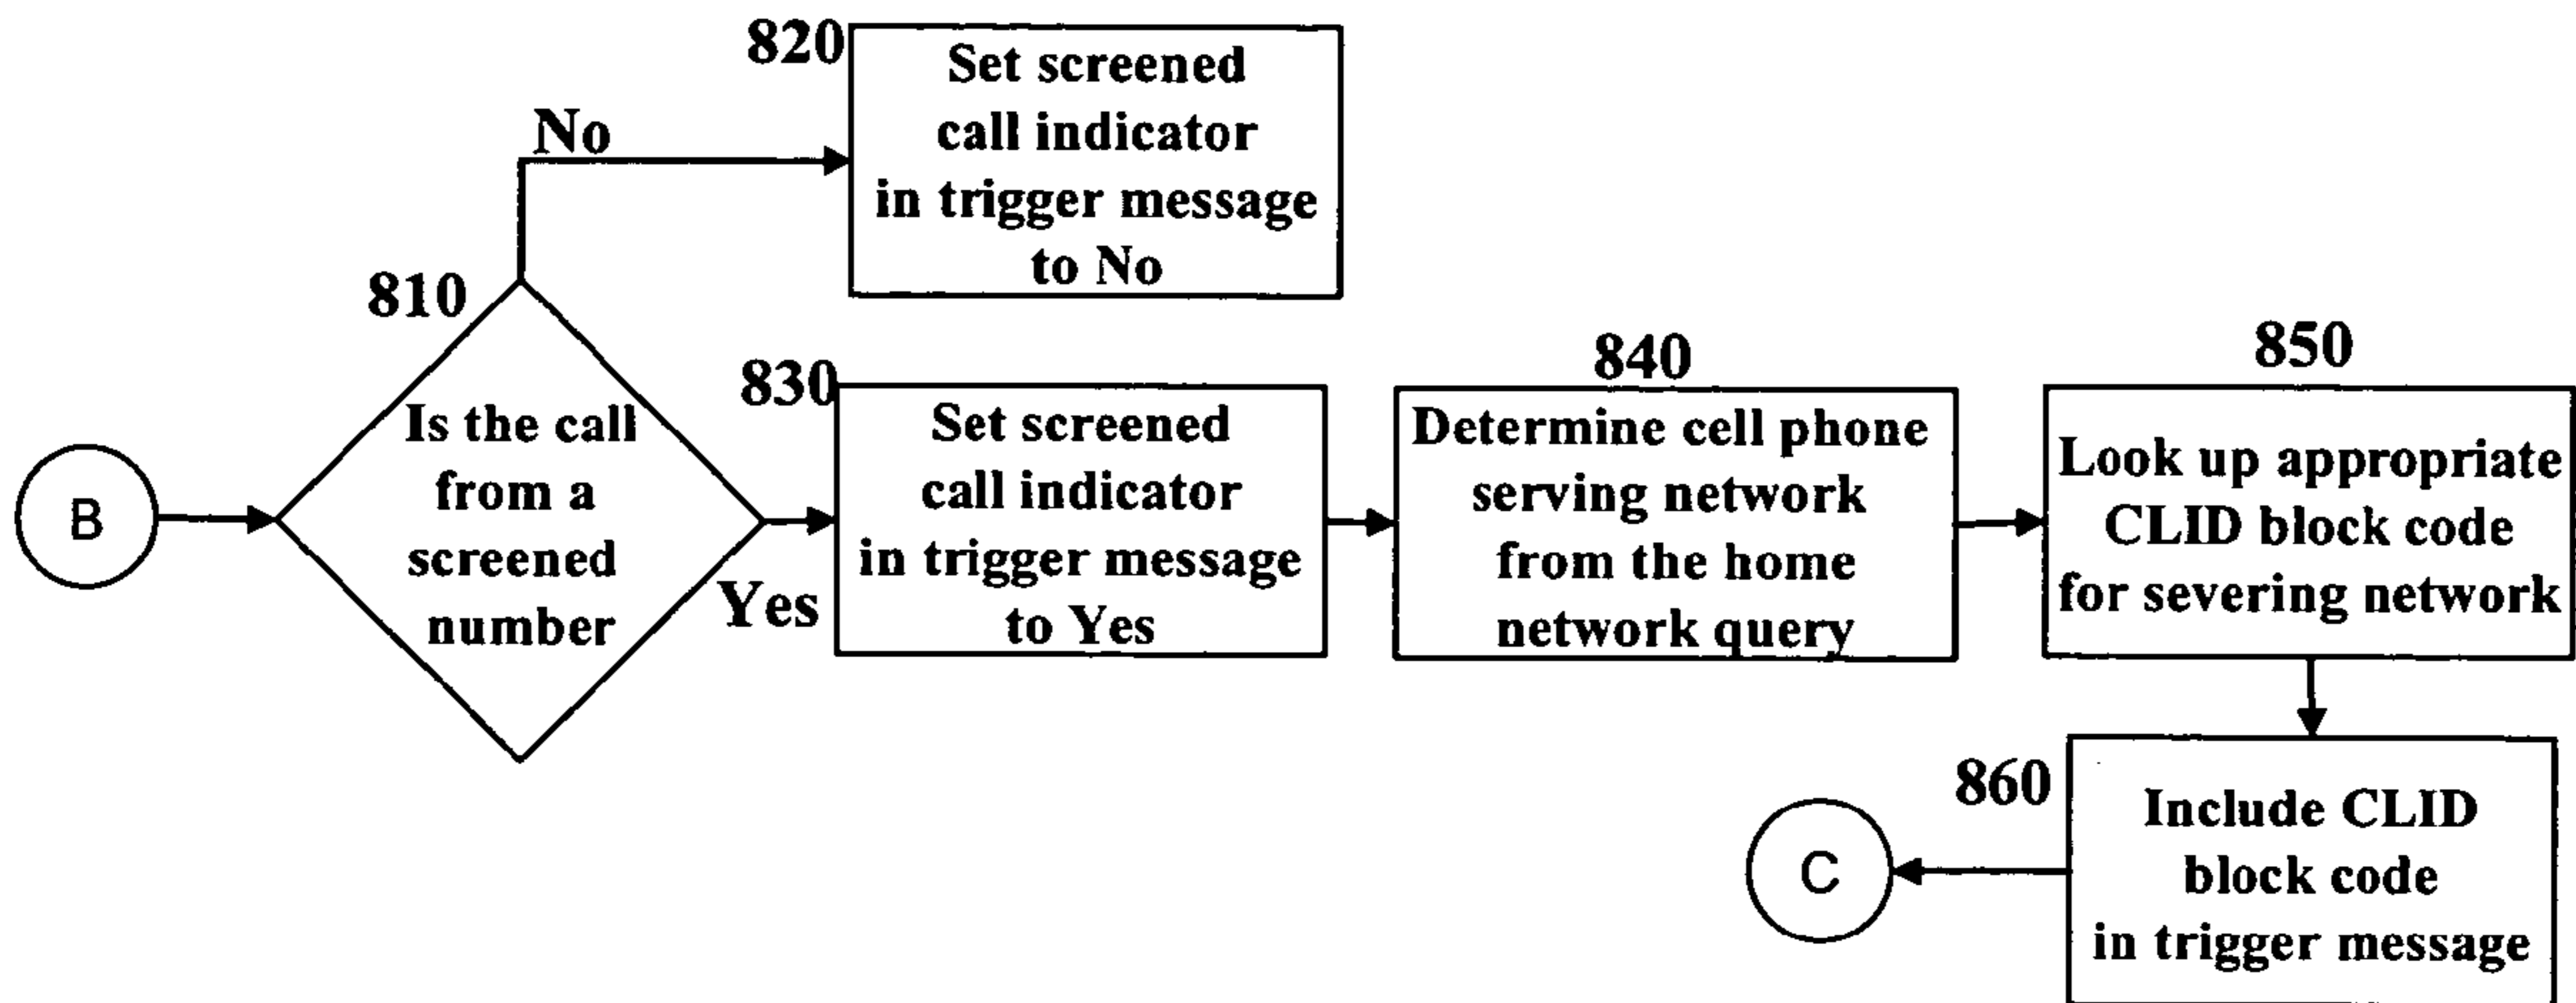 820
Set screened
call indicator
in trigger message
to No
No
810
Is the call
from a
screened
number
B
Yes
830
Set screened
call indicator
in trigger message
to Yes
840
Determine cell phone
serving network
from the home
network query
850
Look up appropriate
CLID block code
for severing network
860
Include CLID
block code
in trigger message
C